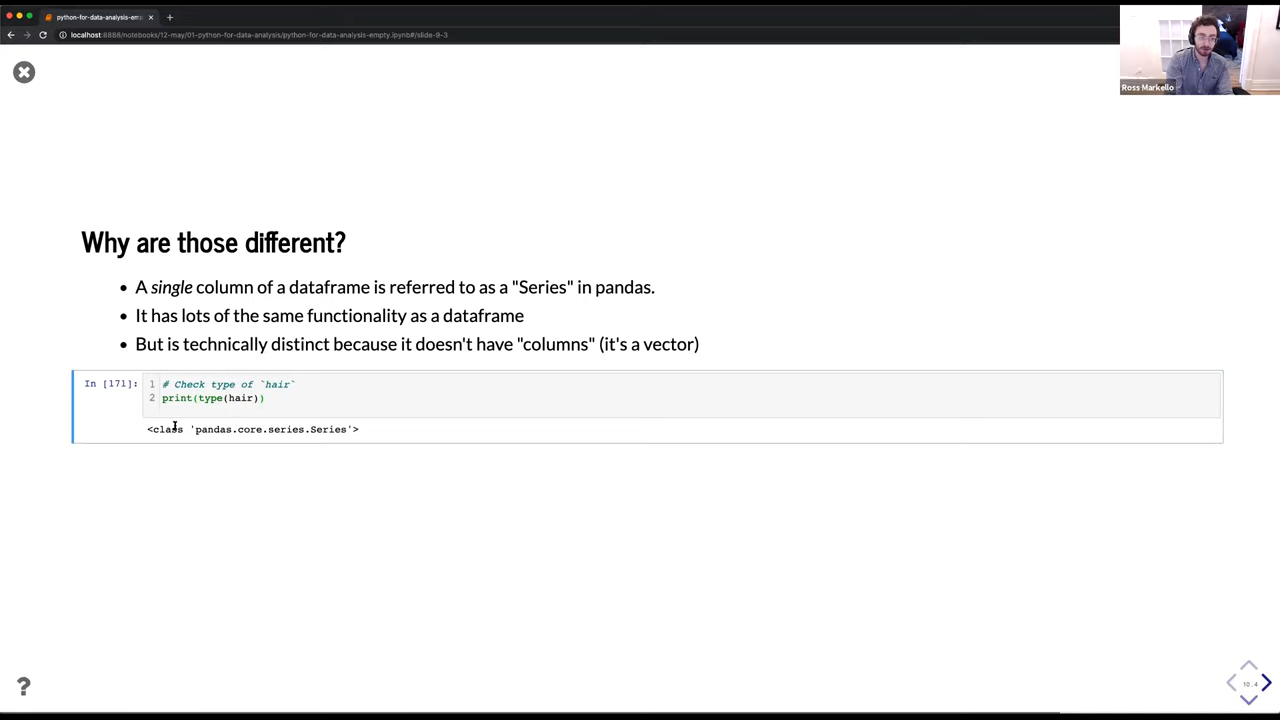 python-for-data-analysis-emp
localhost:8888/notebooks/12-may/01-python-for-data-analysis/python-for-data-analysis-empty.ipynb#/slide-9-3
Ross Markello
Why are those different?
A single column of a dataframe is referred to as a "Series" in pandas.
It has lots of the same functionality as a dataframe
But is technically distinct because it doesn't have "columns" (it's a vector)
In [171]:
1 # Check type of `hair`
2 print(type(hair))
<class 'pandas.core.series.Series'>
?
10.4